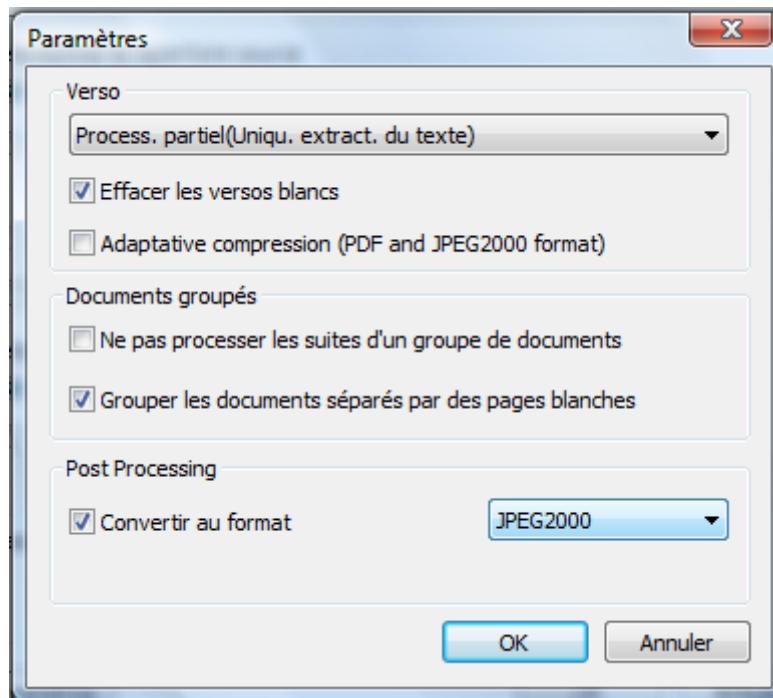 Paramètres
Verso
Process. partiel(Uniqu. extract. du texte)
Effacer les versos blancs
Adaptative compression (PDF and JPEG2000 format)
Documents groupés
Ne pas processer les suites d'un groupe de documents
Grouper les documents séparés par des pages blanches
Post Processing
Convertir au format JPEG2000
OK Annuler